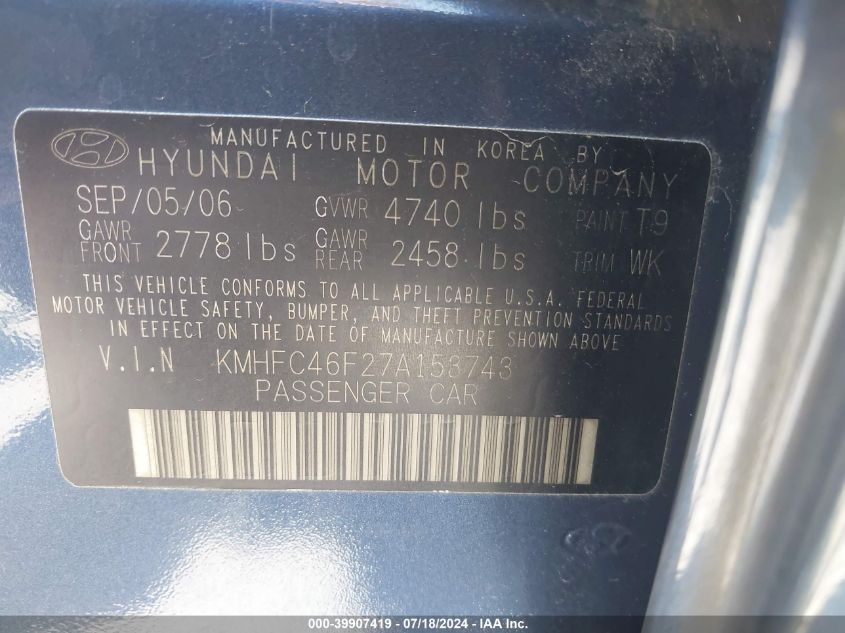 MANUFACTURED IN KOREA BY
HYUNDAI MOTOR COMPANY
SEP/05/06 GVWR 4740 lbs PAINT T9
GAWR FRONT 2778 lbs GAWR REAR 2458 lbs TRIM WK
THIS VEHICLE CONFORMS TO ALL APPLICABLE U.S.A. FEDERAL
MOTOR VEHICLE SAFETY, BUMPER, AND THEFT PREVENTION STANDARDS
IN EFFECT ON THE DATE OF MANUFACTURE SHOWN ABOVE
V.I.N KMHFC46F27A153743
PASSENGER CAR
000-39907419 - 07/18/2024 - IAA Inc.